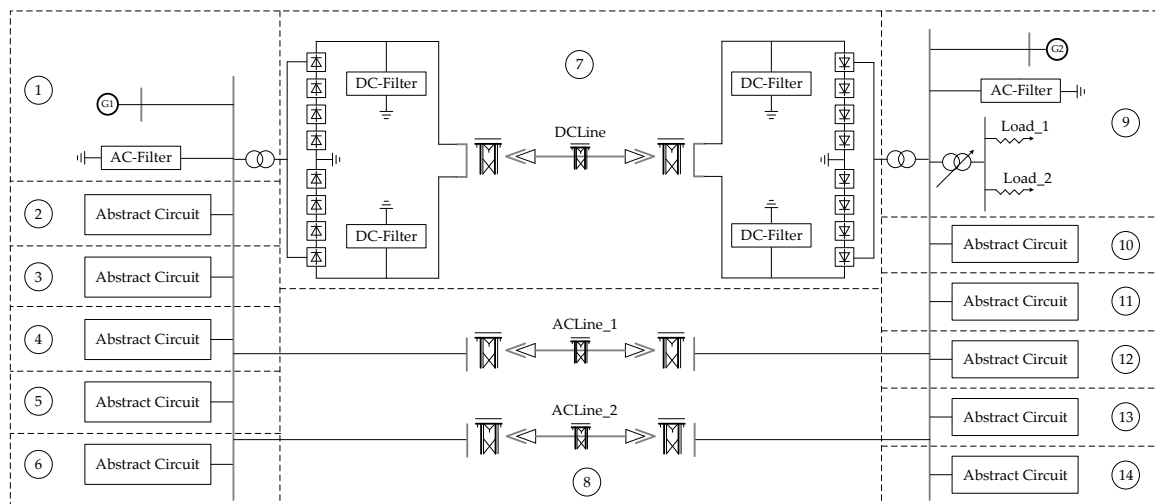 1
G1
AC-Filter
2
Abstract Circuit
3
Abstract Circuit
4
Abstract Circuit
5
Abstract Circuit
6
Abstract Circuit
7
DC-Filter
DC-Filter
DCLine
DC-Filter
DC-Filter
ACLine_1
ACLine_2
8
G2
AC-Filter
9
Load_1
Load_2
Abstract Circuit
10
Abstract Circuit
11
Abstract Circuit
12
Abstract Circuit
13
Abstract Circuit
14